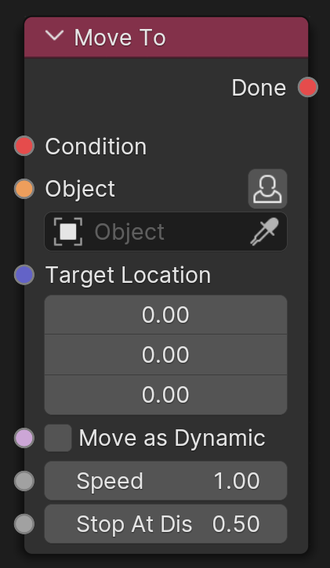 Move To
Done
Condition
Object
Object
Target Location
0.00
0.00
0.00
Move as Dynamic
Speed 1.00
Stop At Dis 0.50